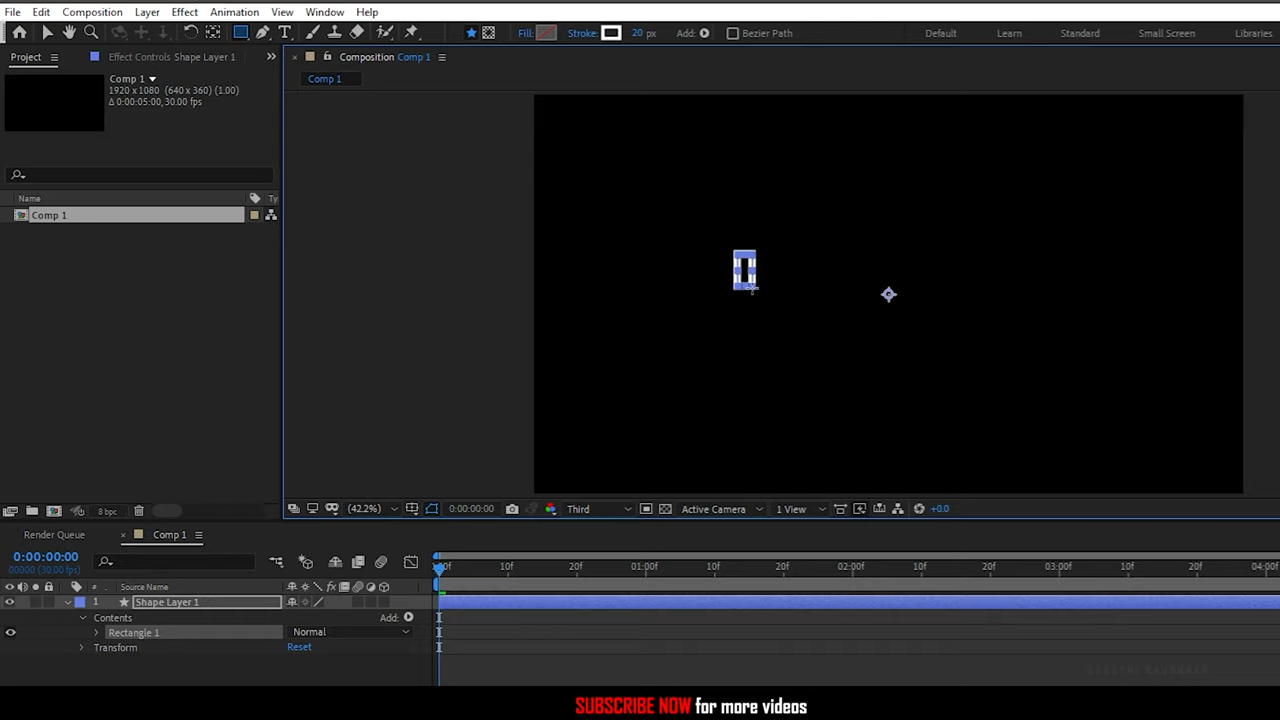 File Edit Composition Layer Effect Animation View Window Help
Fill: Stroke: 20 px Add: Bezier Path Default Learn Standard Small Screen Libraries
Project Effect Controls Shape Layer 1 Composition Comp 1
Comp 1
Comp 1
1920 x 1080 (640 x 360) (1.00)
Δ 0:00:05:00, 30.00 fps
Name Ty
Comp 1
8 bpc (42.2%) 0:00:00:00 Third Active Camera 1 View +0.0
Render Queue Comp 1
0:00:00:00
00000 (30.00 fps)
:00f 10f 20f 01:00f 10f 20f 02:00f 10f 20f 03:00f 10f 20f 04:00f
# Source Name
1 Shape Layer 1
Contents Add:
Rectangle 1 Normal
Transform Reset
SUBSCRIBE NOW for more videos